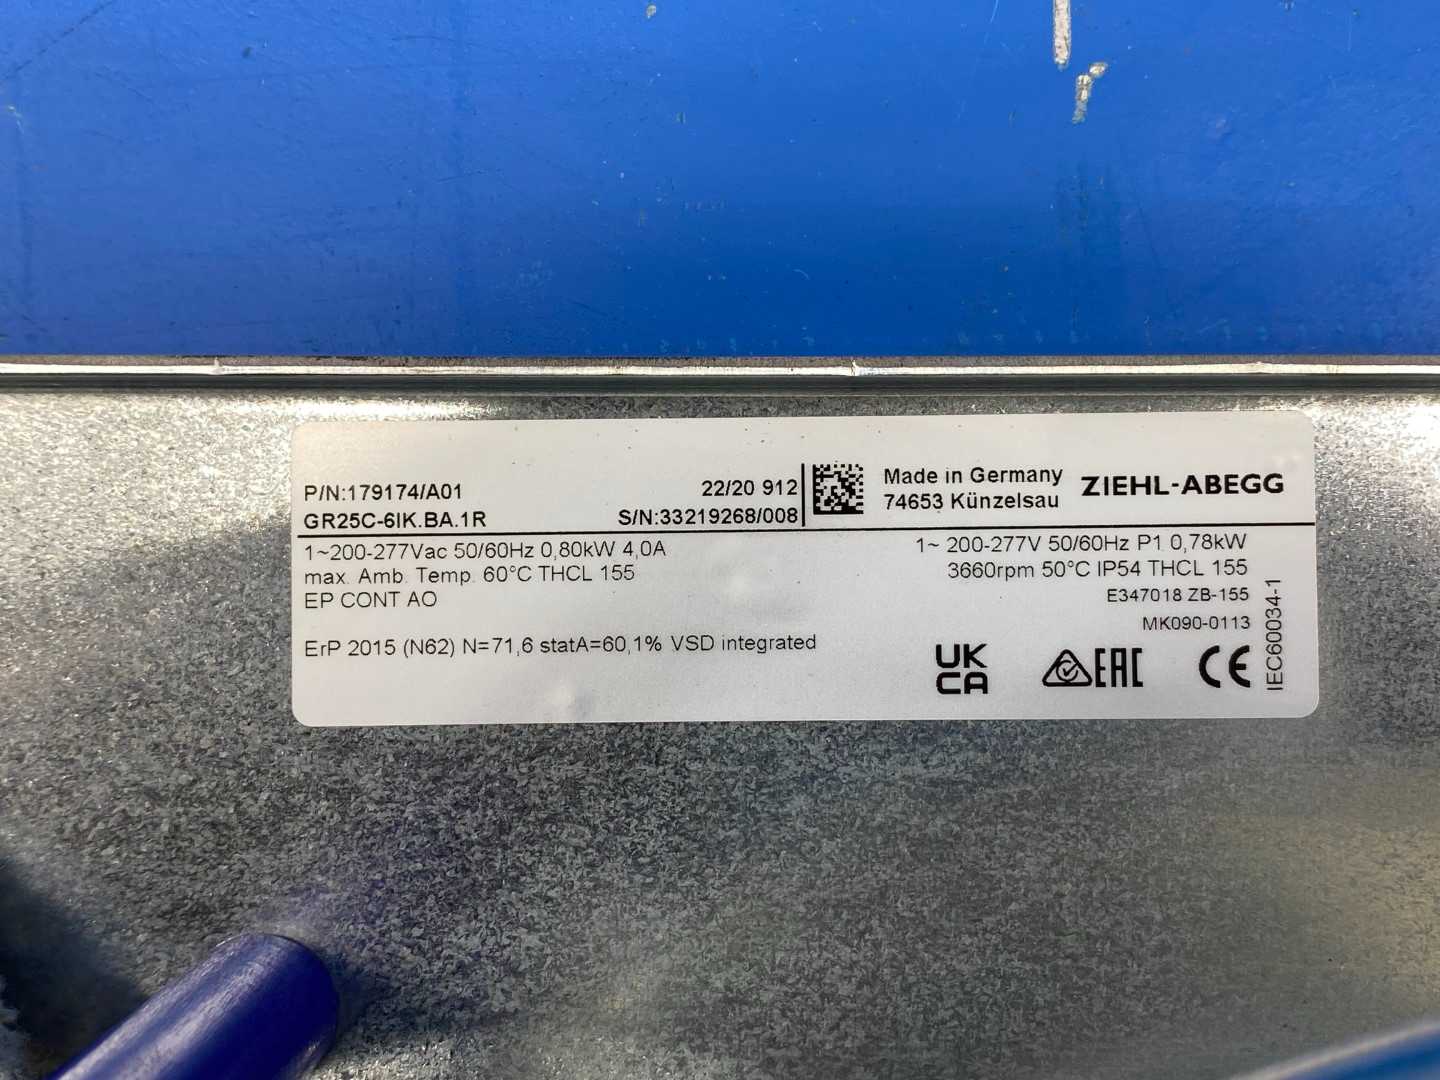 P/N:179174/A01
22/20 912
GR25C-6IK.BA.1R
S/N:33219268/008
Made in Germany
74653 Künzelsau
ZIEHL-ABEGG
1~200-277Vac 50/60Hz 0,80kW 4,0A
max. Amb. Temp. 60°C THCL 155
EP CONT AO
ErP 2015 (N62) N=71,6 statA=60,1% VSD integrated
1~ 200-277V 50/60Hz P1 0,78kW
3660rpm 50°C IP54 THCL 155
E347018 ZB-155
MK090-0113
IEC60034-1
UK
CA
EAC
CE